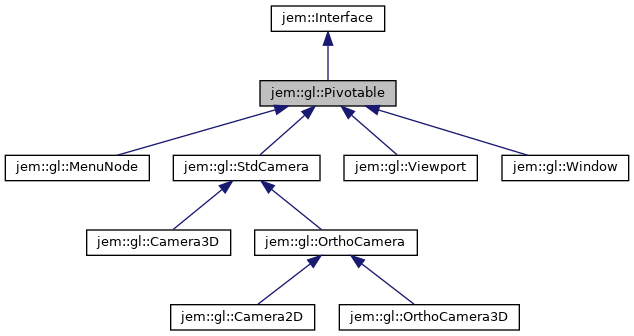 jem::Interface
jem::gl::Pivotable
jem::gl::MenuNode
jem::gl::StdCamera
jem::gl::Viewport
jem::gl::Window
jem::gl::Camera3D
jem::gl::OrthoCamera
jem::gl::Camera2D
jem::gl::OrthoCamera3D